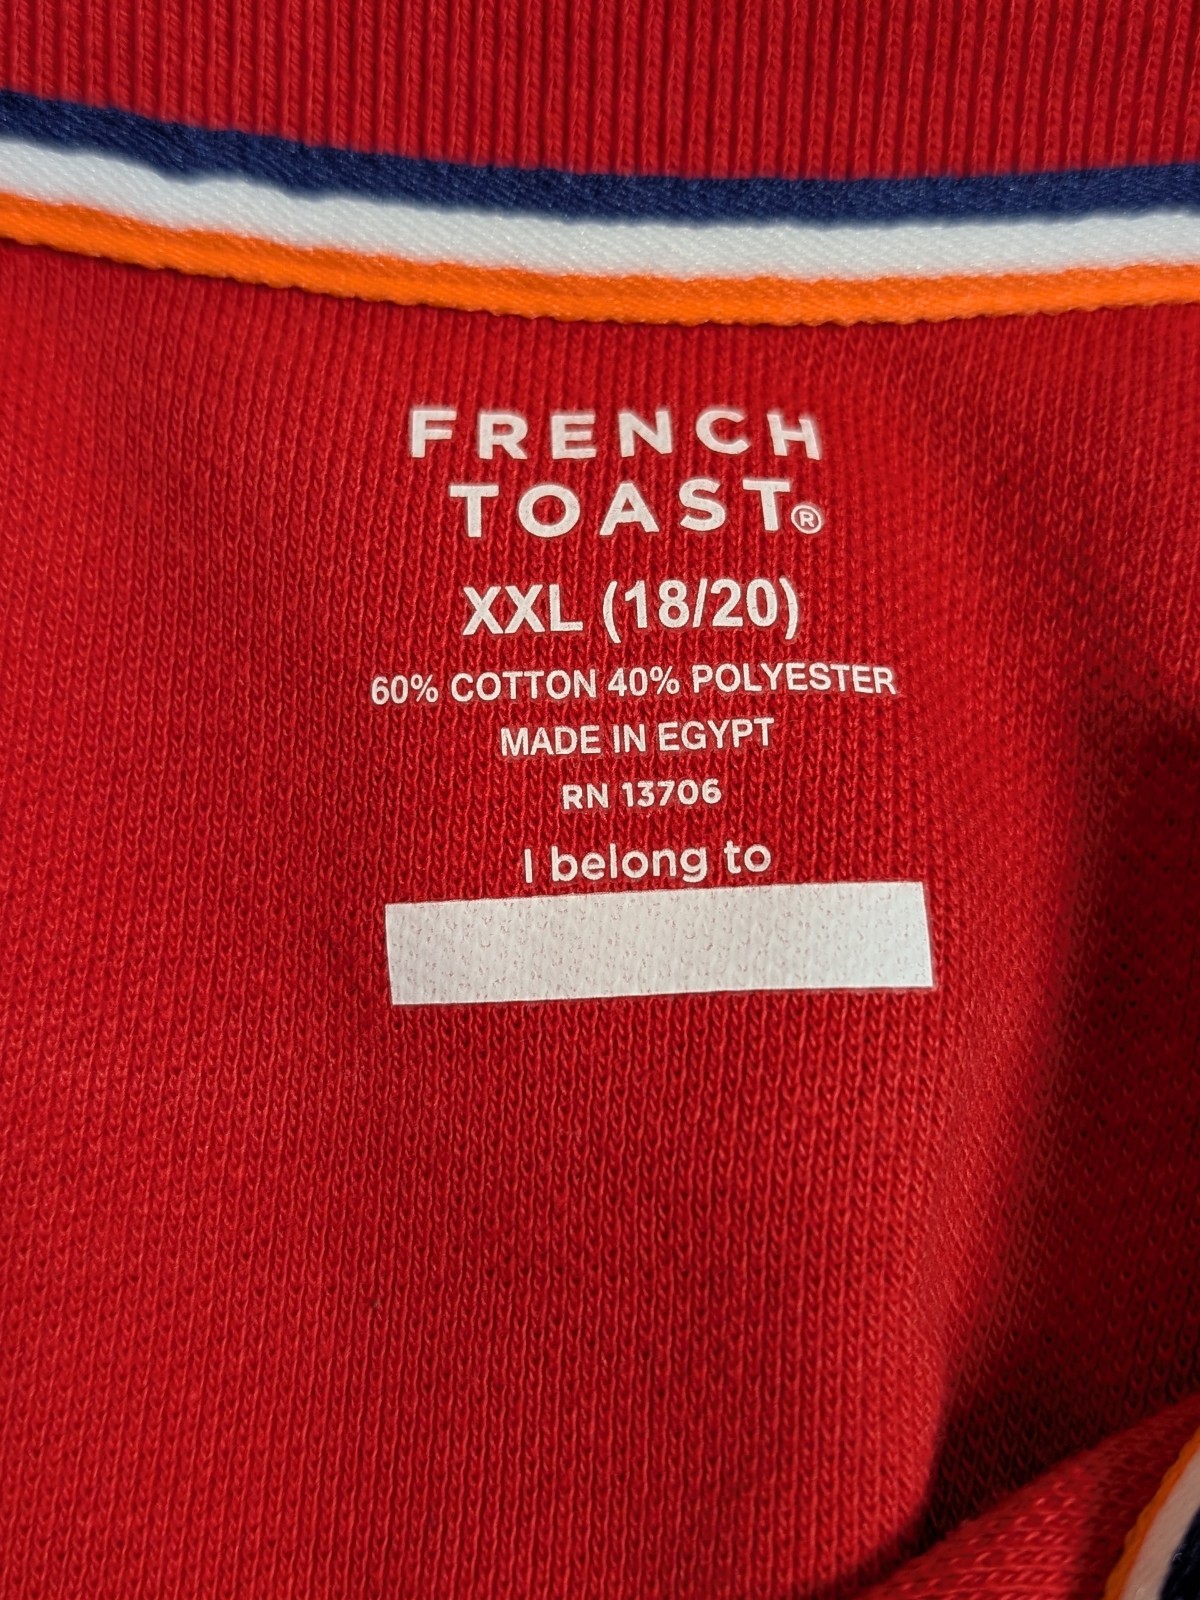 FRENCH
TOAST®
XXL (18/20)
60% COTTON 40% POLYESTER
MADE IN EGYPT
RN 13706
I belong to